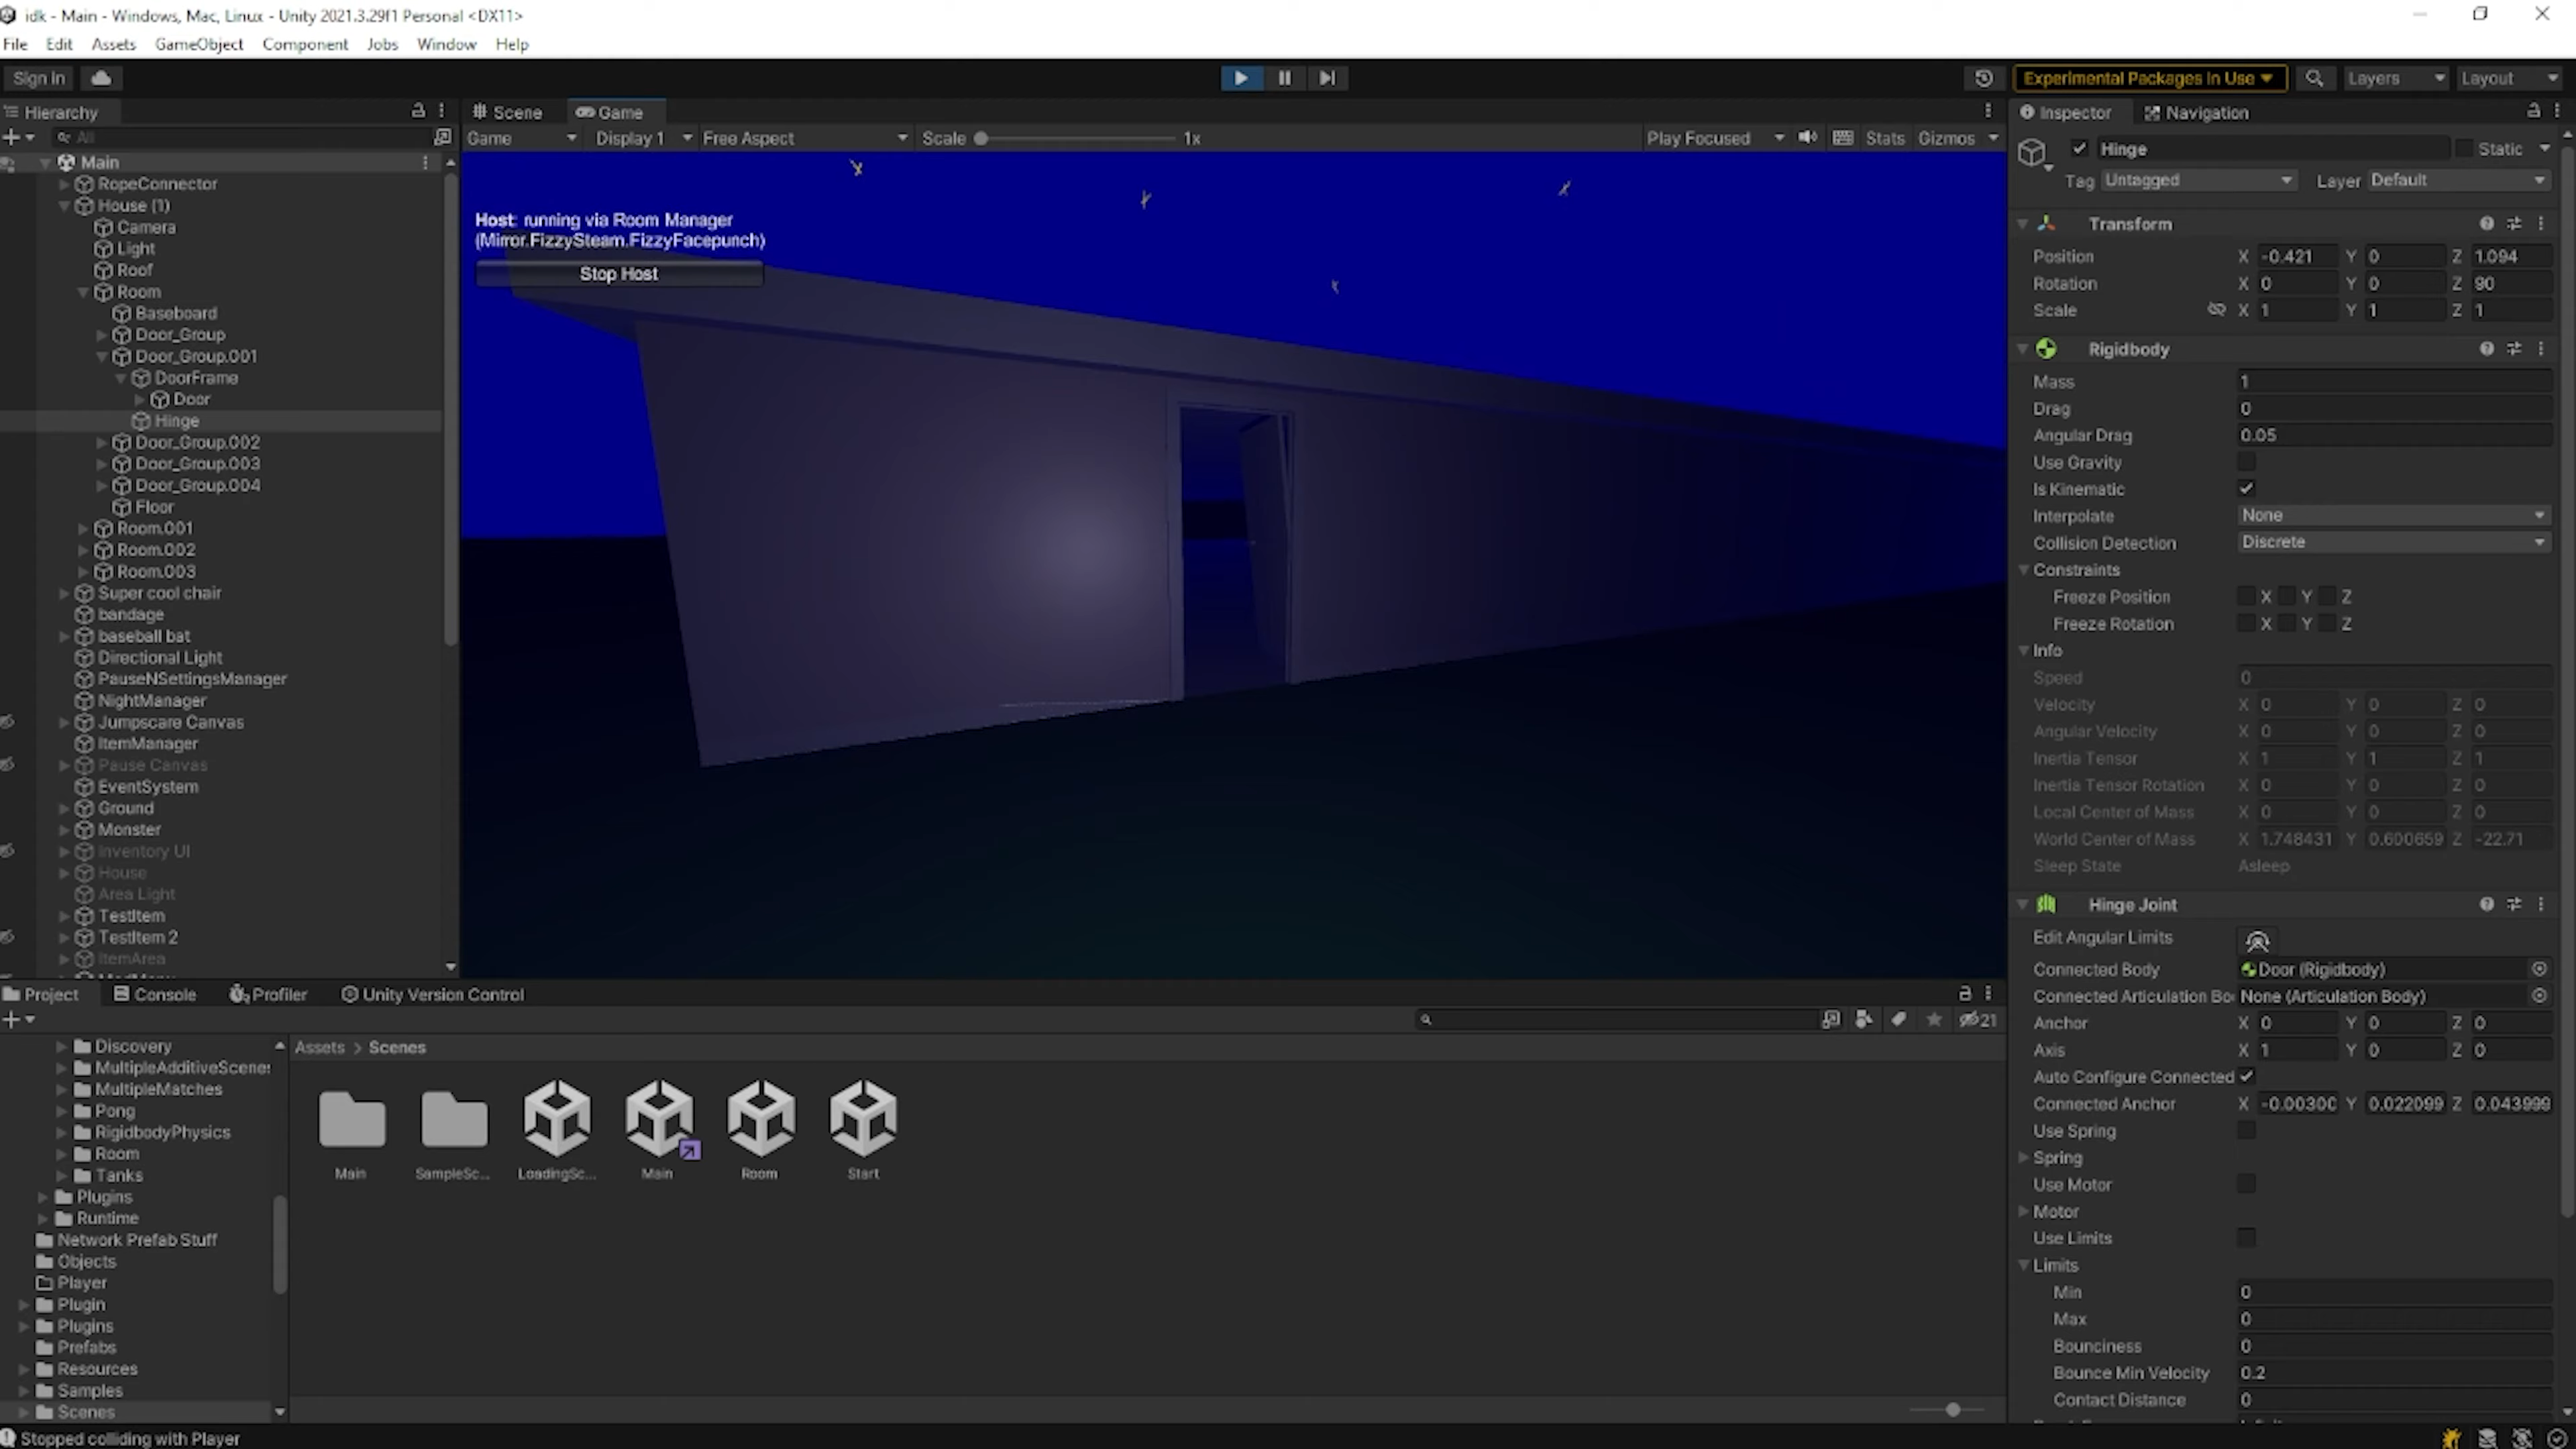 idk - Main - Windows, Mac, Linux - Unity 2021.3.29f1 Personal <DX11>
File Edit Assets GameObject Component Jobs Window Help
Sign in
Experimental Packages In Use
Layers
Layout
Hierarchy
All
Main
RopeConnector
House (1)
Camera
Light
Roof
Room
Baseboard
Door_Group
Door_Group.001
DoorFrame
Door
Hinge
Door_Group.002
Door_Group.003
Door_Group.004
Floor
Room.001
Room.002
Room.003
Super cool chair
bandage
baseball bat
Directional Light
PauseNSettingsManager
NightManager
Jumpscare Canvas
ItemManager
Pause Canvas
EventSystem
Ground
Monster
Inventory UI
House
Area Light
TestItem
TestItem 2
ItemArea
Scene Game
Game Display 1 Free Aspect Scale 1x Play Focused Stats Gizmos
Host: running via Room Manager
(Mirror.FizzySteam.FizzyFacepunch)
Stop Host
Inspector Navigation
Hinge Static
Tag Untagged Layer Default
Transform
Position X -0.421 Y 0 Z 1.094
Rotation X 0 Y 0 Z 90
Scale X 1 Y 1 Z 1
Rigidbody
Mass 1
Drag 0
Angular Drag 0.05
Use Gravity
Is Kinematic
Interpolate None
Collision Detection Discrete
Constraints
Freeze Position X Y Z
Freeze Rotation X Y Z
Info
Speed 0
Velocity X 0 Y 0 Z 0
Angular Velocity X 0 Y 0 Z 0
Inertia Tensor X 1 Y 1 Z 1
Inertia Tensor Rotation X 0 Y 0 Z 0
Local Center of Mass X 0 Y 0 Z 0
World Center of Mass X 1.748431 Y 0.600659 Z -22.71
Sleep State Asleep
Hinge Joint
Edit Angular Limits
Connected Body Door (Rigidbody)
Connected Articulation Bo None (Articulation Body)
Anchor X 0 Y 0 Z 0
Axis X 1 Y 0 Z 0
Auto Configure Connected
Connected Anchor X -0.00300 Y 0.022099 Z 0.043999
Use Spring
Spring
Use Motor
Motor
Use Limits
Limits
Min 0
Max 0
Bounciness 0
Bounce Min Velocity 0.2
Contact Distance 0
Project Console Profiler Unity Version Control
21
Discovery
MultipleAdditiveScenes
MultipleMatches
Pong
RigidbodyPhysics
Room
Tanks
Plugins
Runtime
Network Prefab Stuff
Objects
Player
Plugin
Plugins
Prefabs
Resources
Samples
Scenes
Assets > Scenes
Main SampleSc... LoadingSc... Main Room Start
Stopped colliding with Player